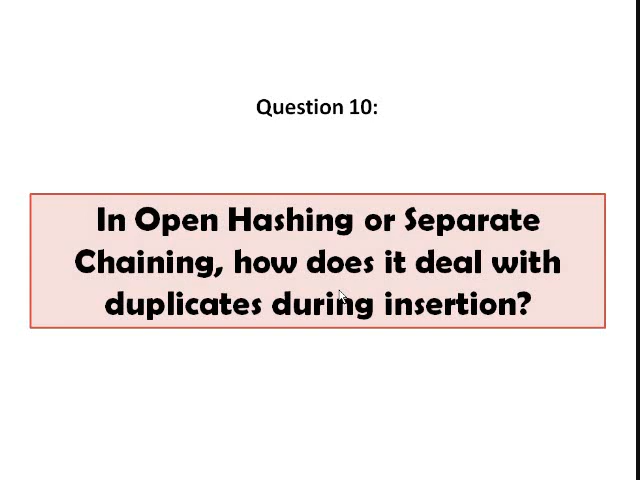 Question 10:
In Open Hashing or Separate
Chaining, how does it deal with
duplicates during insertion?